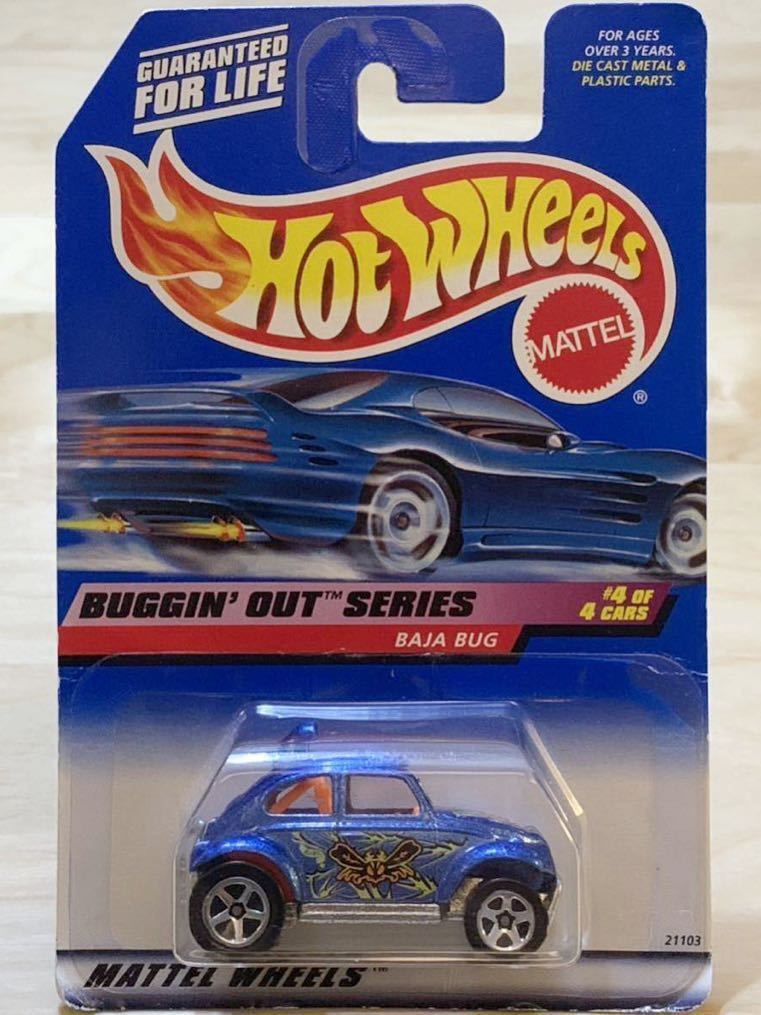 GUARANTEED
FOR LIFE
FOR AGES
OVER 3 YEARS.
DIE CAST METAL &
PLASTIC PARTS.
HOT WHEELS
MATTEL
®
BUGGIN' OUT™ SERIES
#4 OF
4 CARS
BAJA BUG
21103
MATTEL WHEELS™